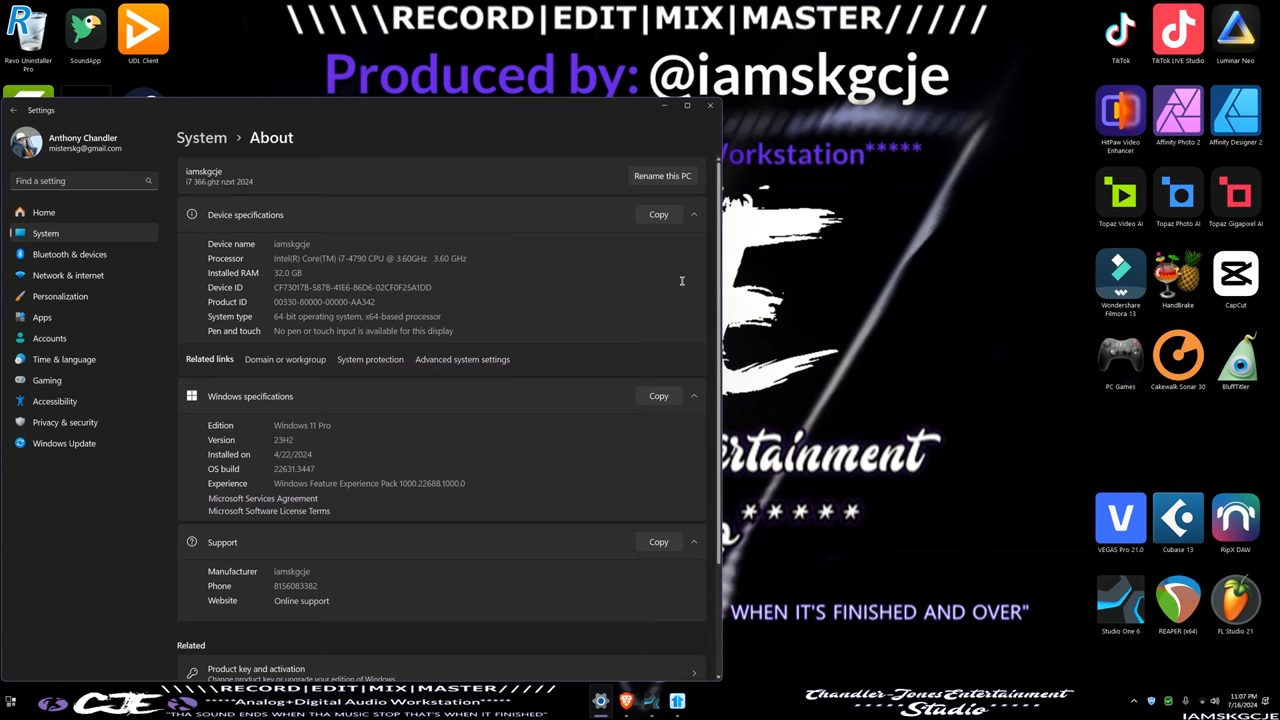 \\\\\RECORD|EDIT|MIX|MASTER/////
Produced by: @iamskgcje
Workstation*****
E
ertainment
*****
WHEN IT'S FINISHED AND OVER"
Revo Uninstaller Pro
SoundApp
UDL Client
TikTok
TikTok LIVE Studio
Luminar Neo
HitPaw Video Enhancer
Affinity Photo 2
Affinity Designer 2
Topaz Video AI
Topaz Photo AI
Topaz Gigapixel AI
Wondershare Filmora 13
HandBrake
CapCut
PC Games
Cakewalk Sonar 30
BluffTitler
VEGAS Pro 21.0
Cubase 13
RipX DAW
Studio One 6
REAPER (x64)
FL Studio 21
Settings
Anthony Chandler
misterskg@gmail.com
Find a setting
Home
System
Bluetooth & devices
Network & internet
Personalization
Apps
Accounts
Time & language
Gaming
Accessibility
Privacy & security
Windows Update
System > About
iamskgcje
i7 366.ghz nzxt 2024
Rename this PC
Device specifications
Copy
Device name iamskgcje
Processor Intel(R) Core(TM) i7-4790 CPU @ 3.60GHz 3.60 GHz
Installed RAM 32.0 GB
Device ID CF73017B-587B-41E6-86D6-02CF0F25A1DD
Product ID 00330-80000-00000-AA342
System type 64-bit operating system, x64-based processor
Pen and touch No pen or touch input is available for this display
Related links Domain or workgroup System protection Advanced system settings
Windows specifications
Copy
Edition Windows 11 Pro
Version 23H2
Installed on 4/22/2024
OS build 22631.3447
Experience Windows Feature Experience Pack 1000.22688.1000.0
Microsoft Services Agreement
Microsoft Software License Terms
Support
Copy
Manufacturer iamskgcje
Phone 8156083382
Website Online support
Related
Product key and activation
Change product key or upgrade your edition of Windows
CJE
\\\\\RECORD|EDIT|MIX|MASTER/////
*****Analog+Digital Audio Workstation*****
"THA SOUND ENDS WHEN THA MUSIC STOP THAT'S WHEN IT'S FINISHED"
Chandler-Jones Entertainment
Studio
11:07 PM
7/16/2024
IAMSKGCJE